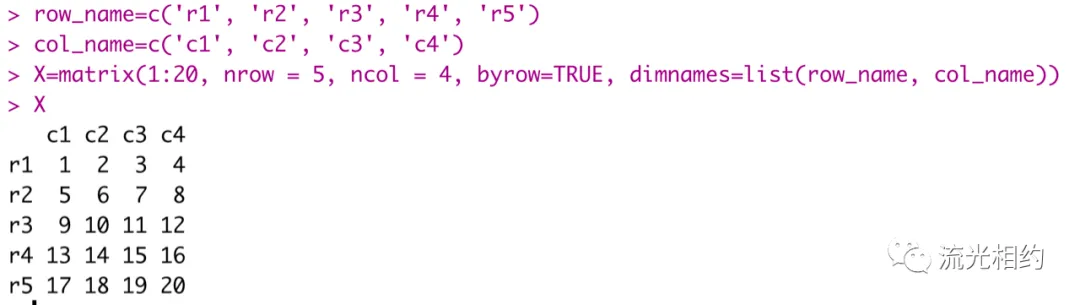 > row_name=c('r1', 'r2', 'r3', 'r4', 'r5')
> col_name=c('c1', 'c2', 'c3', 'c4')
> X=matrix(1:20, nrow = 5, ncol = 4, byrow=TRUE, dimnames=list(row_name, col_name))
> X
   c1 c2 c3 c4
r1  1  2  3  4
r2  5  6  7  8
r3  9 10 11 12
r4 13 14 15 16
r5 17 18 19 20
流光相约